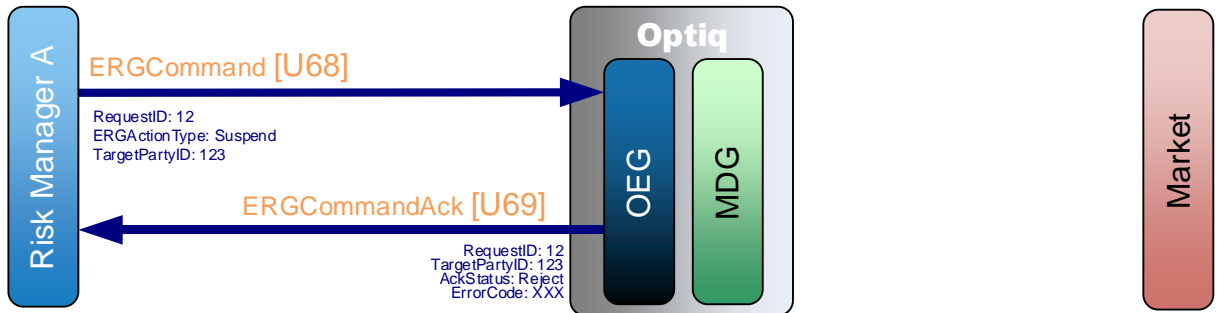 Risk Manager A
ERGCommand [U68]
RequestID: 12
ERGActionType: Suspend
TargetPartyID: 123
ERGCommandAck [U69]
RequestID: 12
TargetPartyID: 123
AckStatus: Reject
ErrorCode: XXX
Optiq
OEG
MDG
Market